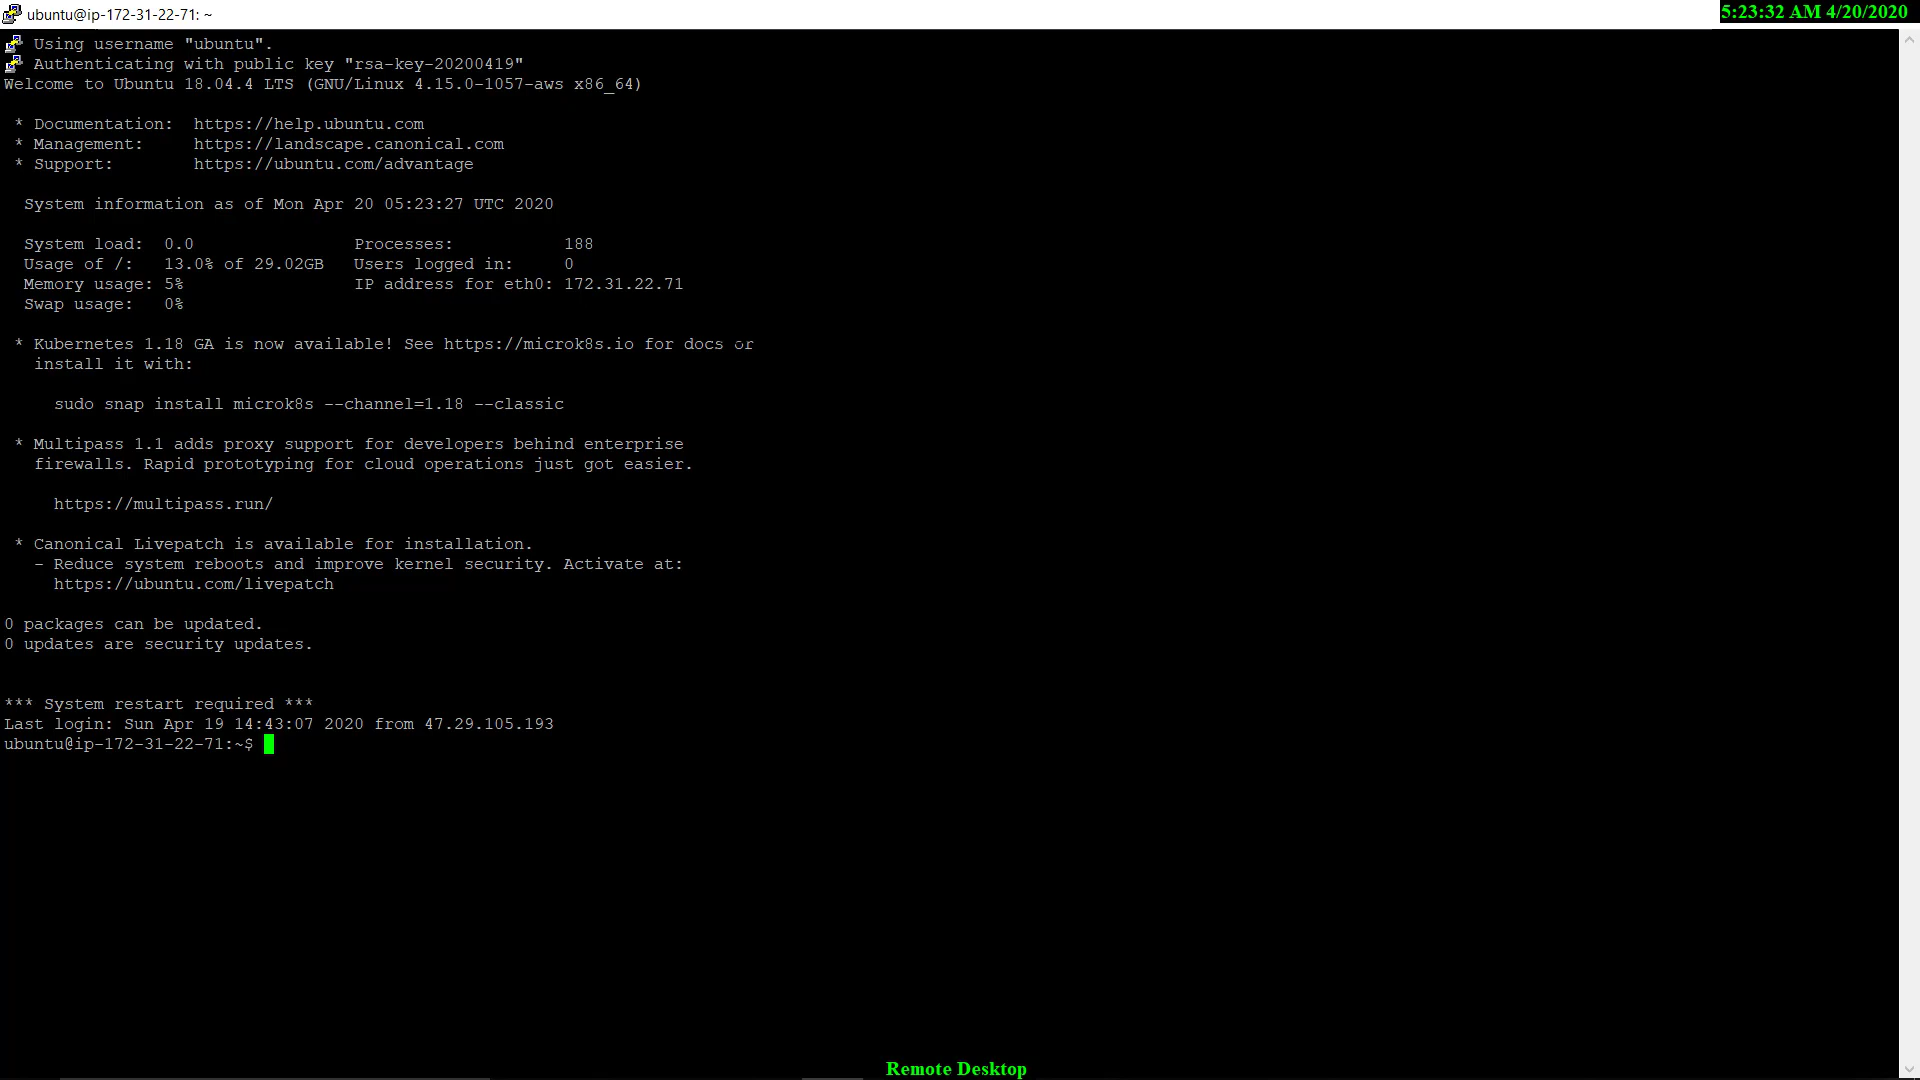 ubuntu@ip-172-31-22-71: ~
5:23:32 AM 4/20/2020
Using username "ubuntu".
Authenticating with public key "rsa-key-20200419"
Welcome to Ubuntu 18.04.4 LTS (GNU/Linux 4.15.0-1057-aws x86_64)
* Documentation:  https://help.ubuntu.com
* Management:     https://landscape.canonical.com
* Support:        https://ubuntu.com/advantage
System information as of Mon Apr 20 05:23:27 UTC 2020
System load:  0.0                Processes:           188
Usage of /:   13.0% of 29.02GB   Users logged in:     0
Memory usage: 5%                 IP address for eth0: 172.31.22.71
Swap usage:   0%
* Kubernetes 1.18 GA is now available! See https://microk8s.io for docs or
install it with:
sudo snap install microk8s --channel=1.18 --classic
* Multipass 1.1 adds proxy support for developers behind enterprise
firewalls. Rapid prototyping for cloud operations just got easier.
https://multipass.run/
* Canonical Livepatch is available for installation.
- Reduce system reboots and improve kernel security. Activate at:
https://ubuntu.com/livepatch
0 packages can be updated.
0 updates are security updates.
*** System restart required ***
Last login: Sun Apr 19 14:43:07 2020 from 47.29.105.193
ubuntu@ip-172-31-22-71:~$
Remote Desktop